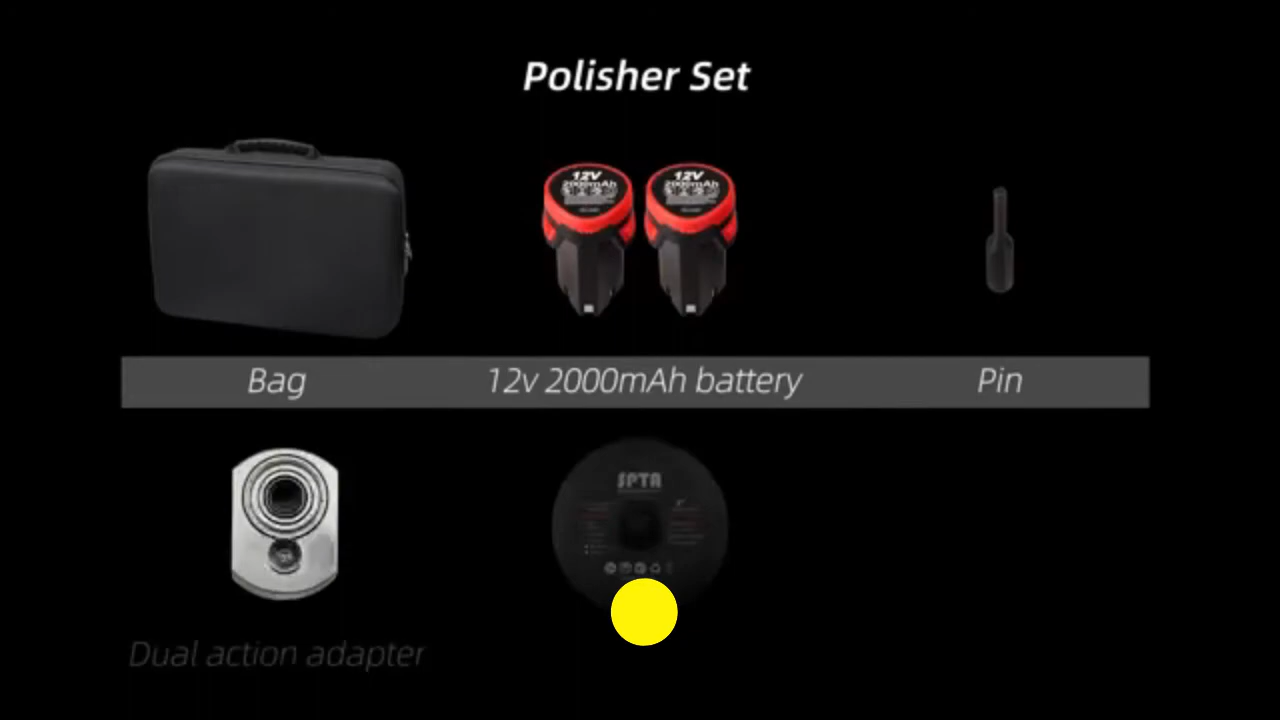 Polisher Set
12V
2000mAh
12V
2000mAh
Bag
12v 2000mAh battery
Pin
SPTA
Dual action adapter